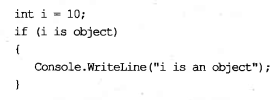 int i = 10;
if (i is object)
{
Console.WriteLine("i is an object");
}